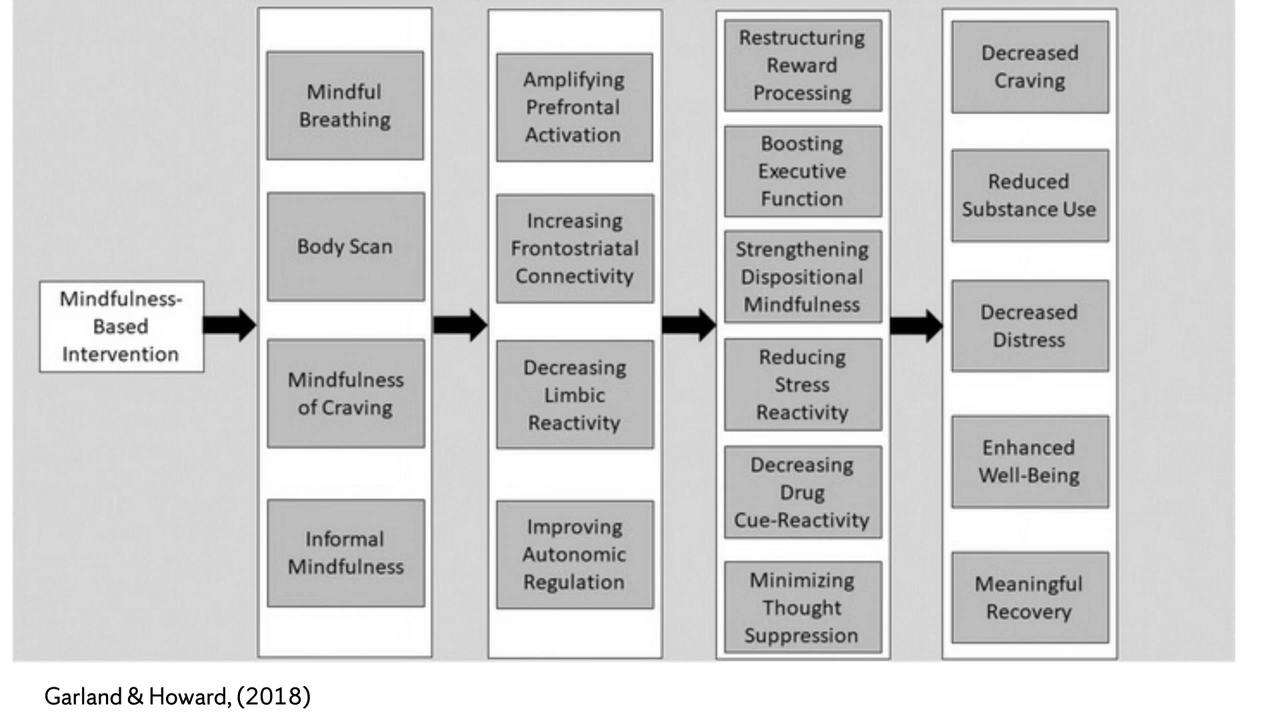 Mindfulness-
Based
Intervention
Mindful
Breathing
Body Scan
Mindfulness
of Craving
Informal
Mindfulness
Amplifying
Prefrontal
Activation
Increasing
Frontostriatal
Connectivity
Decreasing
Limbic
Reactivity
Improving
Autonomic
Regulation
Restructuring
Reward
Processing
Boosting
Executive
Function
Strengthening
Dispositional
Mindfulness
Reducing
Stress
Reactivity
Decreasing
Drug
Cue-Reactivity
Minimizing
Thought
Suppression
Decreased
Craving
Reduced
Substance Use
Decreased
Distress
Enhanced
Well-Being
Meaningful
Recovery
Garland & Howard, (2018)